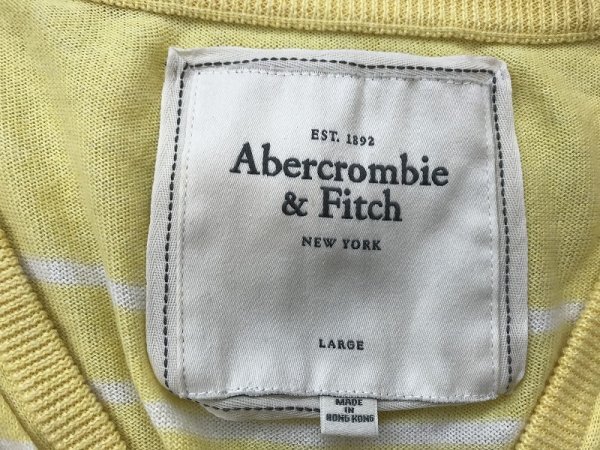 EST. 1892
Abercrombie
& Fitch
NEW YORK
LARGE
MADE
IN
HONG KONG